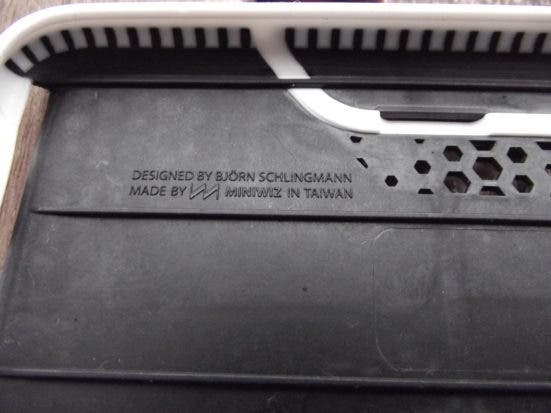 DESIGNED BY BJÖRN SCHLINGMANN
MADE BY MINIWIZ IN TAIWAN